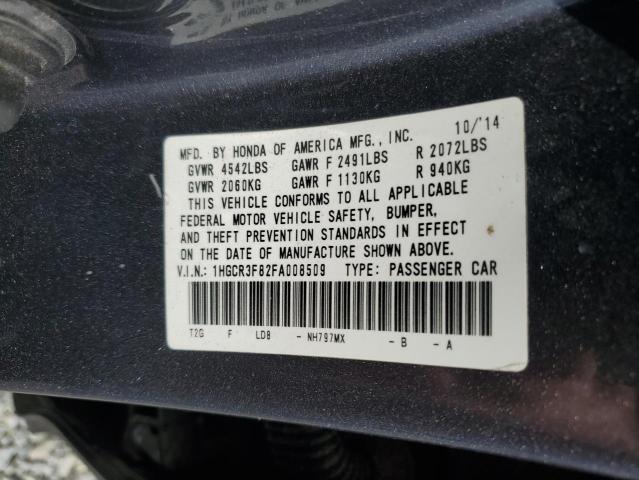 MFD. BY HONDA OF AMERICA MFG., INC. 10/'14
GVWR 4542LBS GAWR F 2491LBS R 2072LBS
GVWR 2060KG GAWR F 1130KG R 940KG
THIS VEHICLE CONFORMS TO ALL APPLICABLE
FEDERAL MOTOR VEHICLE SAFETY, BUMPER,
AND THEFT PREVENTION STANDARDS IN EFFECT
ON THE DATE OF MANUFACTURE SHOWN ABOVE.
V.I.N.: 1HGCR3F82FA008509 TYPE: PASSENGER CAR
T2G F LD8 - NH797MX - B - A